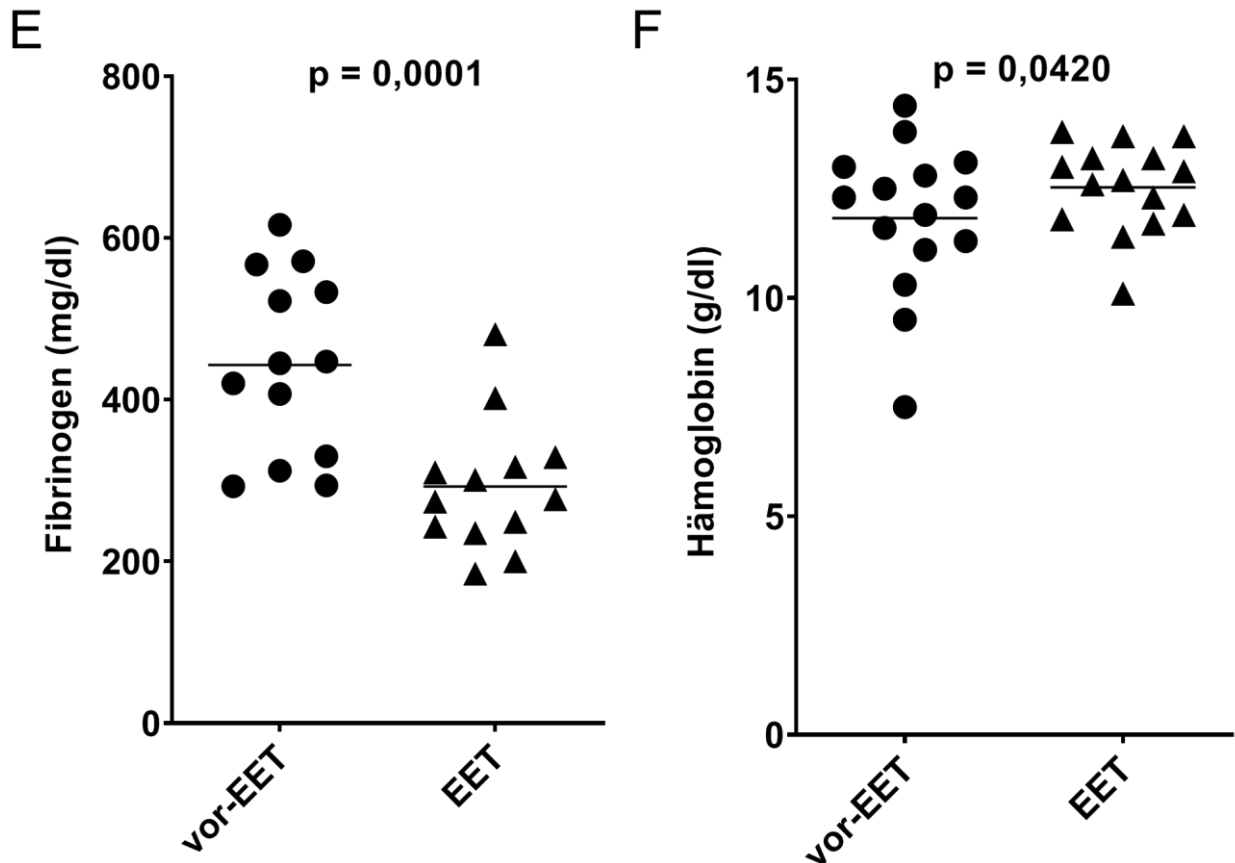 E
p = 0,0001
Fibrinogen (mg/dl)
800
600
400
200
0
vor-EET
EET
F
p = 0,0420
Hämoglobin (g/dl)
15
10
5
0
vor-EET
EET